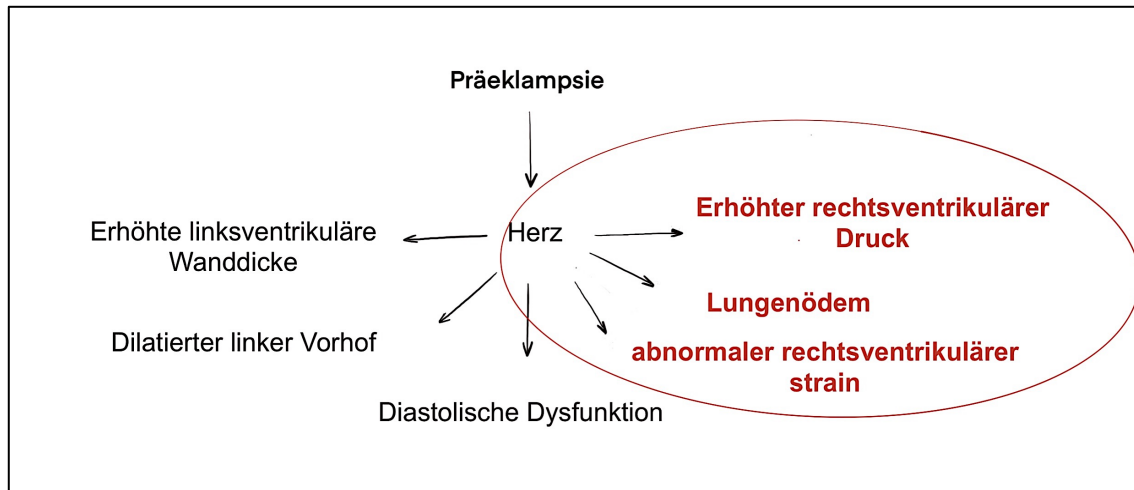 Präeklampsie
Herz
Erhöhte linksventrikuläre
Wanddicke
Dilatierter linker Vorhof
Diastolische Dysfunktion
Erhöhter rechtsventrikulärer
Druck
Lungenödem
abnormaler rechtsventrikulärer
strain